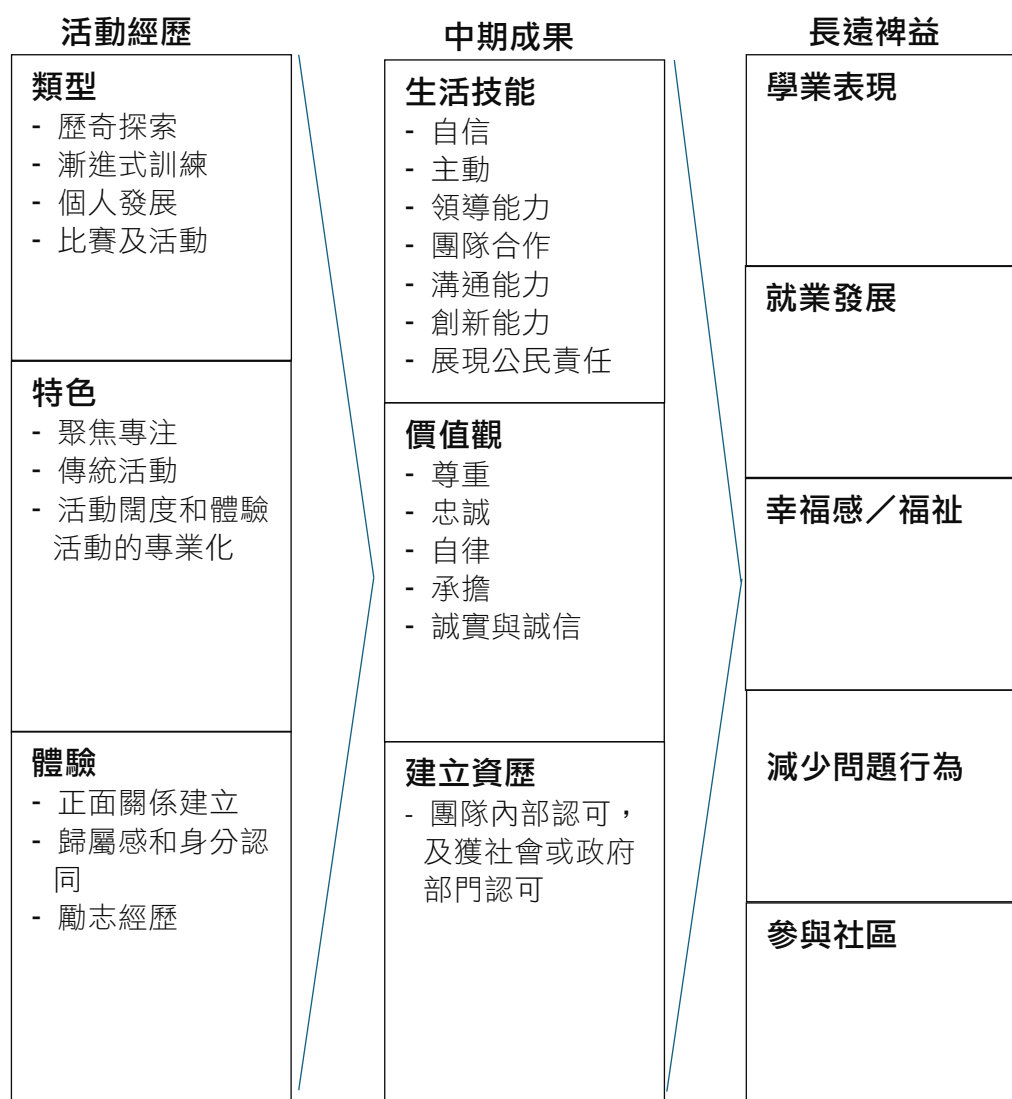 活動經歷
類型
- 歷奇探索
- 漸進式訓練
- 個人發展
- 比賽及活動
特色
- 聚焦專注
- 傳統活動
- 活動闊度和體驗
活動的專業化
體驗
- 正面關係建立
- 歸屬感和身分認
同
- 勵志經歷
中期成果
生活技能
- 自信
- 主動
- 領導能力
- 團隊合作
- 溝通能力
- 創新能力
- 展現公民責任
價值觀
- 尊重
- 忠誠
- 自律
- 承擔
- 誠實與誠信
建立資歷
- 團隊內部認可，
及獲社會或政府
部門認可
長遠裨益
學業表現
就業發展
幸福感／福祉
減少問題行為
參與社區